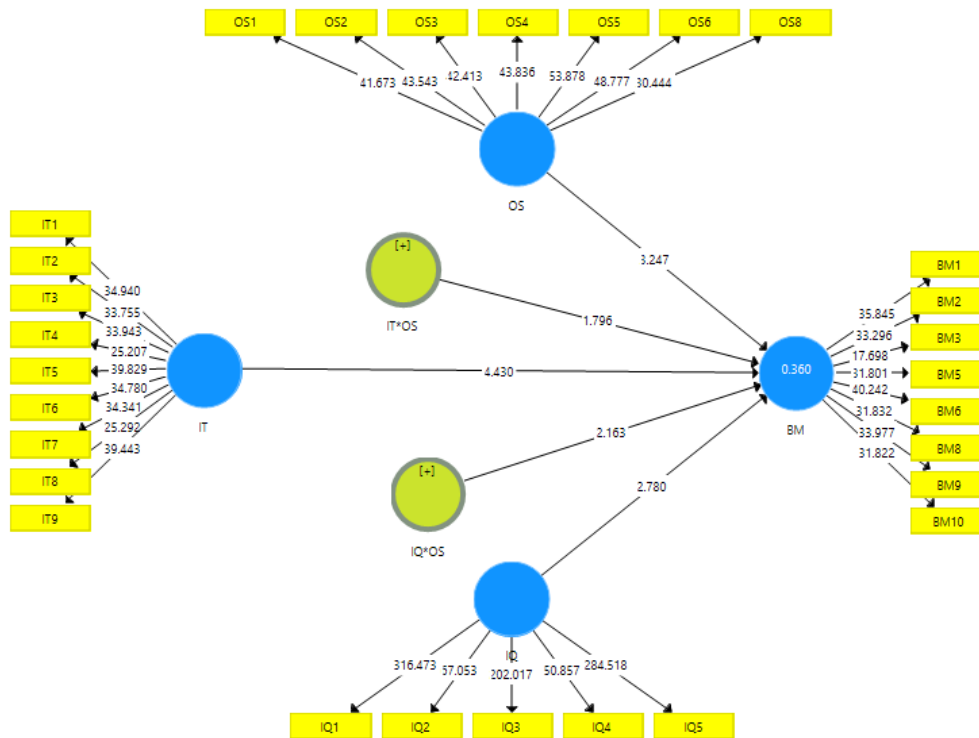 OS1
OS2
OS3
OS4
OS5
OS6
OS8
41.673
43.543
42.413
43.836
53.878
48.777
30.444
OS
[+]
IT*OS
3.247
1.796
IT1
IT2
IT3
IT4
IT5
IT6
IT7
IT8
IT9
34.940
33.755
33.943
25.207
39.829
34.780
34.341
25.292
39.443
IT
4.430
0.360
BM
BM1
BM2
BM3
BM5
BM6
BM8
BM9
BM10
35.845
33.296
17.698
31.801
40.242
31.832
33.977
31.822
[+]
IQ*OS
2.163
2.780
IQ
316.473
202.017
284.518
IQ1
IQ2
IQ3
IQ4
IQ5